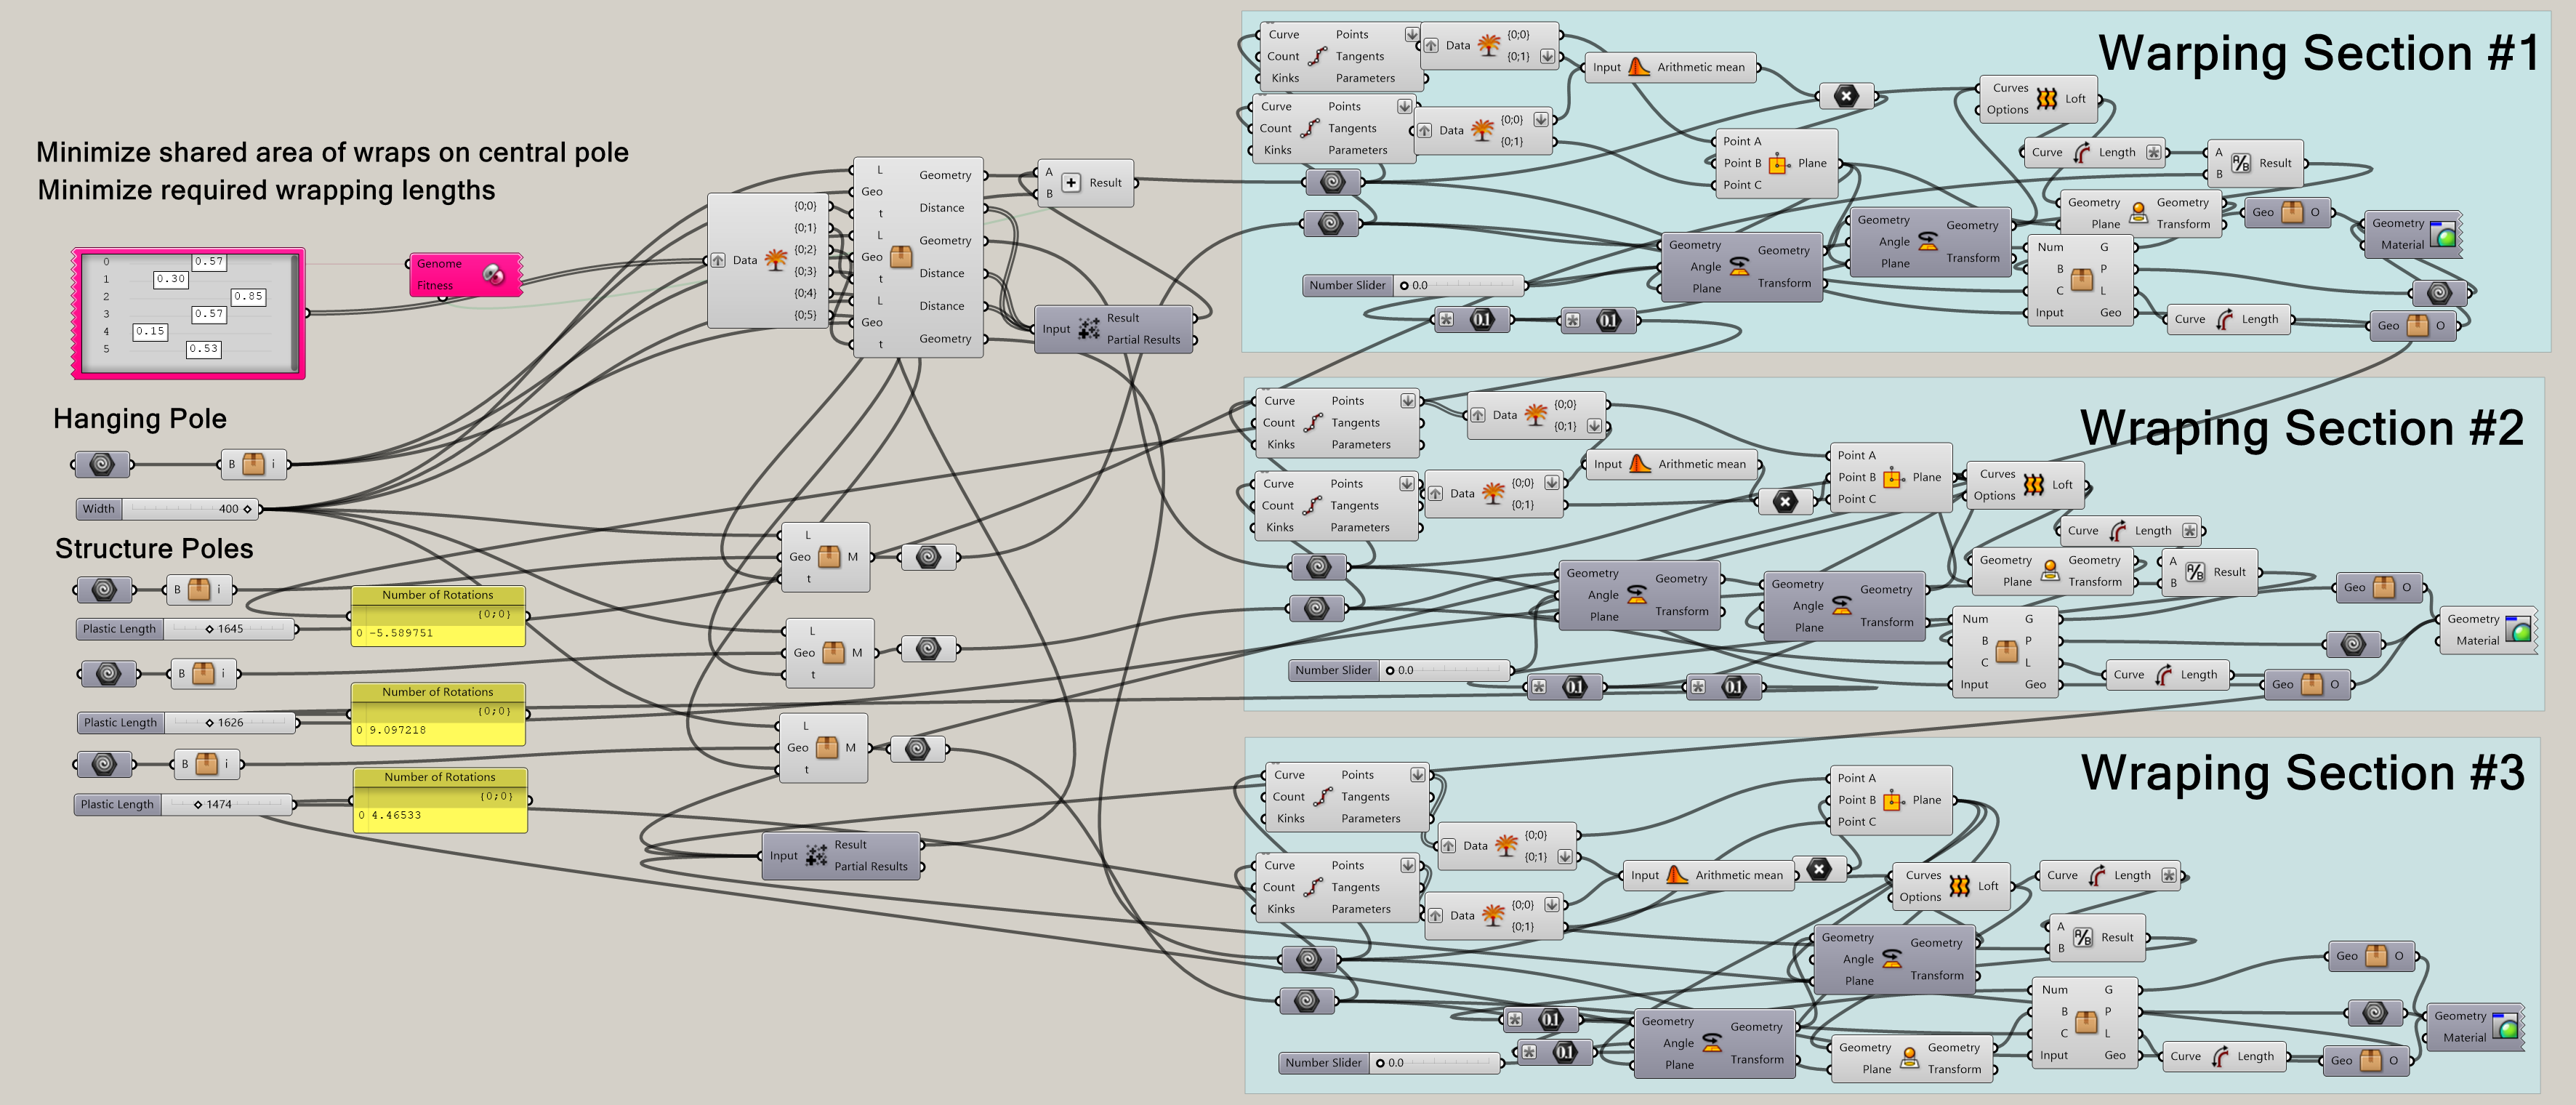 Minimize shared area of wraps on central pole
Minimize required wrapping lengths
0 0.57
1 0.30
2 0.85
3 0.57
4 0.15
5 0.53
Genome
Fitness
Hanging Pole
B i
Width 400
Structure Poles
B i
Plastic Length 1645
Number of Rotations
{0;0}
0 -5.589751
B i
Plastic Length 1626
Number of Rotations
{0;0}
0 9.097218
B i
Plastic Length 1474
Number of Rotations
{0;0}
0 4.46533
Data
{0;0}
{0;1}
{0;2}
{0;3}
{0;4}
{0;5}
L Geometry
Geo
t Distance
L Geometry
Geo
t Distance
L Distance
Geo
t Geometry
A
B
Result
Input
Result
Partial Results
L
Geo M
t
L
Geo M
t
L
Geo M
t
Input
Result
Partial Results
Warping Section #1
Curve Points
Count Tangents
Kinks Parameters
Data
{0;0}
{0;1}
Input Arithmetic mean
Curve Points
Count Tangents
Kinks Parameters
Data
{0;0}
{0;1}
Point A
Point B Plane
Point C
Curves
Options
Loft
Curve Length
A
B
Result
Number Slider 0.0
0.1
0.1
Geometry Geometry
Angle
Plane Transform
Geometry Geometry
Angle
Plane Transform
Geometry Geometry
Plane Transform
Geo O
Geometry
Material
Num G
B P
C L
Input Geo
Curve Length
Geo O
Wraping Section #2
Curve Points
Count Tangents
Kinks Parameters
Data
{0;0}
{0;1}
Input Arithmetic mean
Curve Points
Count Tangents
Kinks Parameters
Data
{0;0}
{0;1}
Point A
Point B Plane
Point C
Curves
Options
Loft
Curve Length
Geometry Geometry
Plane Transform
A
B
Result
Geometry Geometry
Angle
Plane Transform
Geometry Geometry
Angle
Plane Transform
Number Slider 0.0
0.1
0.1
Num G
B P
C L
Input Geo
Curve Length
Geo O
Geo O
Geometry
Material
Wraping Section #3
Curve Points
Count Tangents
Kinks Parameters
Data
{0;0}
{0;1}
Curve Points
Count Tangents
Kinks Parameters
Data
{0;0}
{0;1}
Input Arithmetic mean
Point A
Point B Plane
Point C
Curves
Options
Loft
Curve Length
A
B
Result
Geometry Geometry
Angle
Plane Transform
Number Slider 0.0
0.1
0.1
Geometry Geometry
Angle
Plane Transform
Geometry Geometry
Plane Transform
Num G
B P
C L
Input Geo
Curve Length
Geo O
Geo O
Geometry
Material